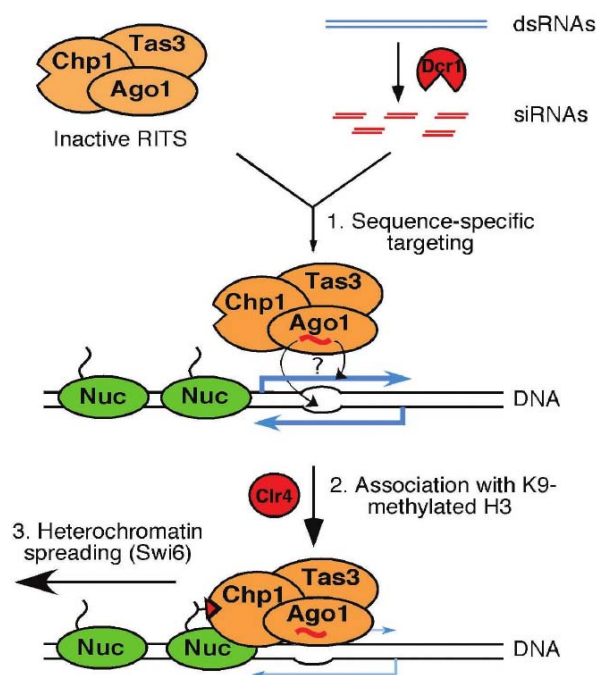 dsRNAs
Tas3
Chp1
Dcr1
Ago1
siRNAs
Inactive RITS
1. Sequence-specific
targeting
Tas3
Chp1
Ago1
?
Nuc
Nuc
DNA
Clr4
2. Association with K9-
methylated H3
3. Heterochromatin
spreading (Swi6)
Tas3
Chp1
Ago1
Nuc
Nuc
DNA